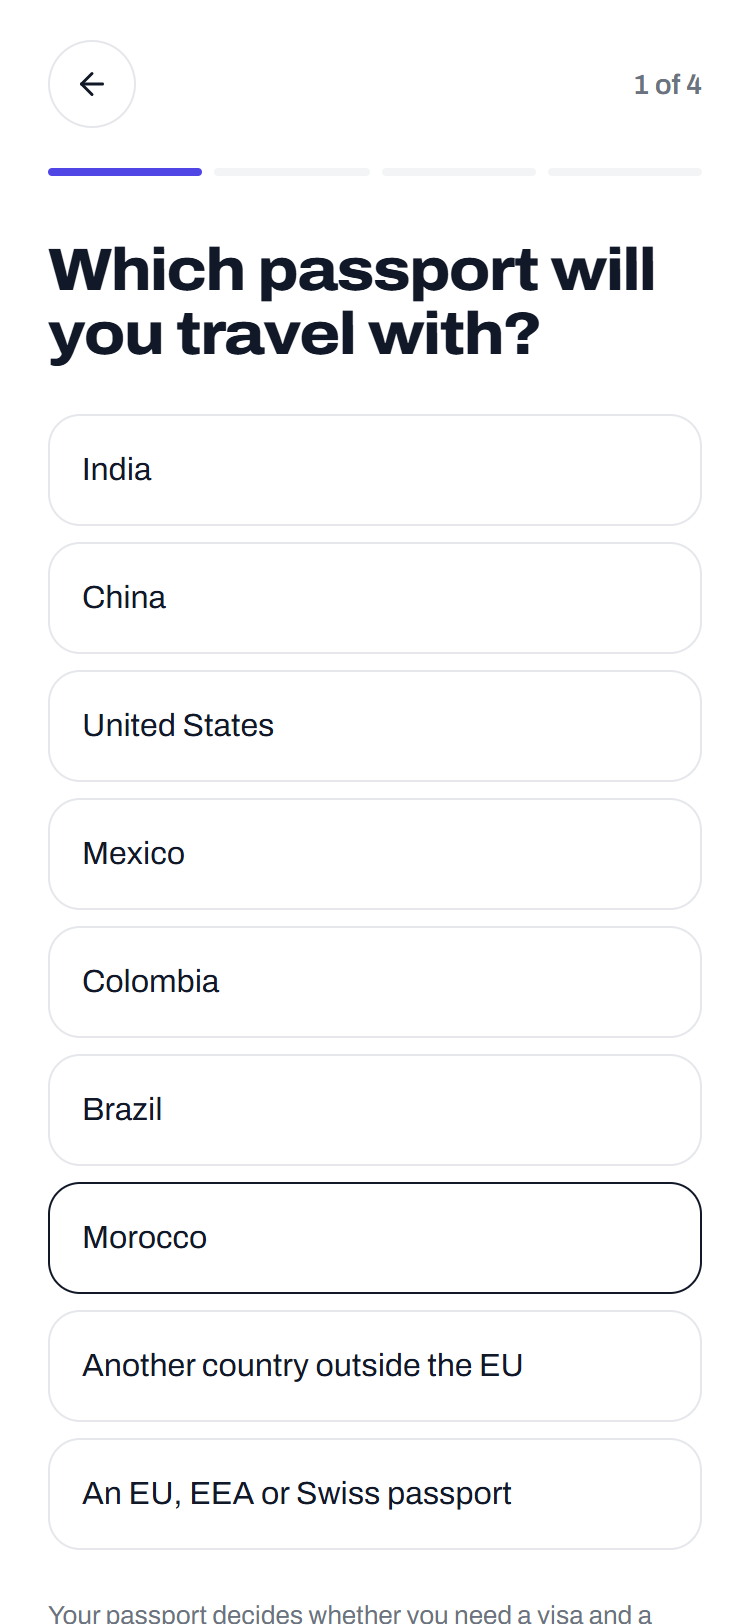 1 of 4
Which passport will
you travel with?
India
China
United States
Mexico
Colombia
Brazil
Morocco
Another country outside the EU
An EU, EEA or Swiss passport
Your passport decides whether you need a visa and a